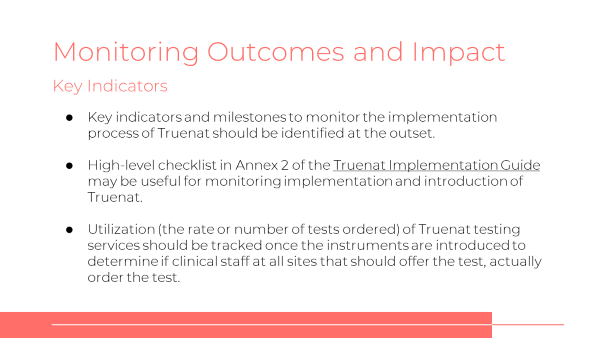 Monitoring Outcomes and Impact
Key Indicators
● Key indicators and milestones to monitor the implementation
process of Truenat should be identified at the outset.
● High-level checklist in Annex 2 of the Truenat Implementation Guide
may be useful for monitoring implementation and introduction of
Truenat.
● Utilization (the rate or number of tests ordered) of Truenat testing
services should be tracked once the instruments are introduced to
determine if clinical staff at all sites that should offer the test, actually
order the test.